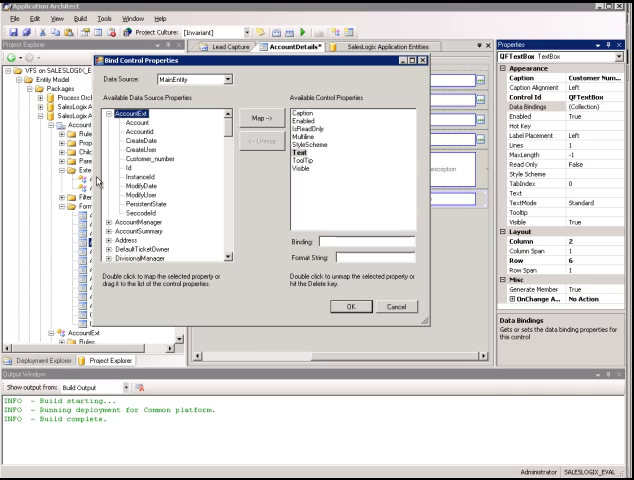 Application Architect
File Edit View Build Tools Window Help
Project Culture: [Invariant]
Project Explorer
VFS on SALESLOGIX_E
Entity Model
Packages
Process Orch
SalesLogix A
SalesLogix A
Account
Rule
Prop
Chilc
Pare
Exte
Filter
Form
AccountExt
Rules
Deployment Explorer Project Explorer
Lead Capture AccountDetails* SalesLogix Application Entities
Bind Control Properties
Data Source: MainEntity
Available Data Source Properties
AccountExt
Account
Accountid
CreateDate
CreateUser
Customer_number
Id
InstanceId
ModifyDate
ModifyUser
PersistentState
Seccodeid
AccountManager
AccountSummary
Address
DefaultTicketOwner
DivisionalManager
Map -->
<-- Unmap
Available Control Properties
Caption
Enabled
IsReadOnly
Multiline
StyleScheme
Text
ToolTip
Visible
Binding:
Format String:
Double click to map the selected property or
drag it to the list of the control properties.
Double click to unmap the selected property or
hit the Delete key.
OK Cancel
escription
Properties
QFTextBox TextBox
Appearance
Caption Customer Num...
Caption Alignment Left
Control Id QFTextBox
Data Bindings (Collection)
Enabled True
Hot Key
Label Placement Left
Lines 1
MaxLength -1
Read Only False
Style Scheme
TabIndex 0
Text
TextMode Standard
Tooltip
Visible True
Layout
Column 2
Column Span 1
Row 6
Row Span 1
Misc
Generate Member True
OnChange A... No Action
Data Bindings
Gets or sets the data binding properties for
this control
Output Window
Show output from: Build Output
INFO - Build starting...
INFO - Running deployment for Common platform.
INFO - Build complete.
Administrator SALESLOGIX_EVAL